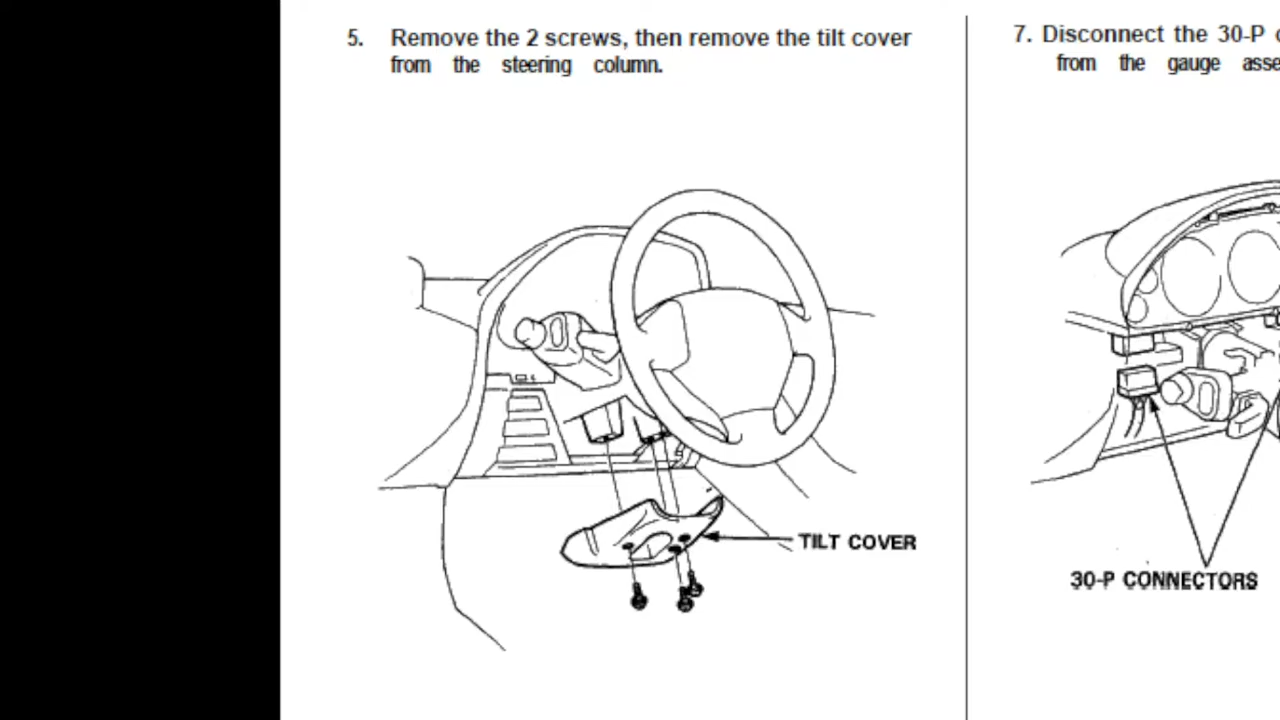 5. Remove the 2 screws, then remove the tilt cover
from the steering column.
TILT COVER
7. Disconnect the 30-P
from the gauge
30-P CONNECTORS